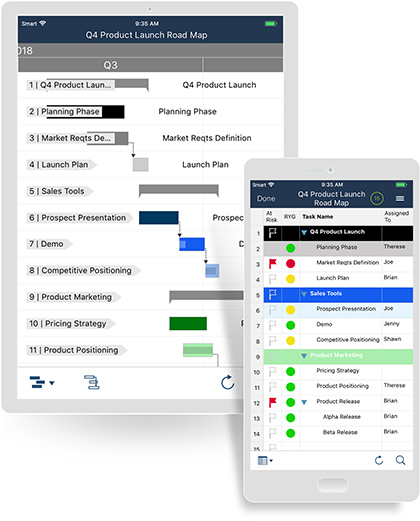 Smart 9:35 AM
Q4 Product Launch Road Map
018
Q3
1 | Q4 Product Laun... Q4 Product Launch
2 | Planning Phase Planning Phase
3 | Market Reqts De... Market Reqts Definition
4 | Launch Plan Launch Plan
5 | Sales Tools Sales Tools
6 | Prospect Presentation Prospec
7 | Demo D
8 | Competitive Positioning
9 | Product Marketing
10 | Pricing Strategy
11 | Product Positioning
Smart 9:35 AM
Done Q4 Product Launch Road Map 15
At Risk RYG Task Name Assigned To
1 Q4 Product Launch
2 Planning Phase Therese
3 Market Reqts Definition Joe
4 Launch Plan Brian
5 Sales Tools
6 Prospect Presentation Joe
7 Demo Jenny
8 Competitive Positioning Shawn
9 Product Marketing
10 Pricing Strategy
11 Product Positioning Therese
12 Product Release Brian
13 Alpha Release Brian
14 Beta Release Brian